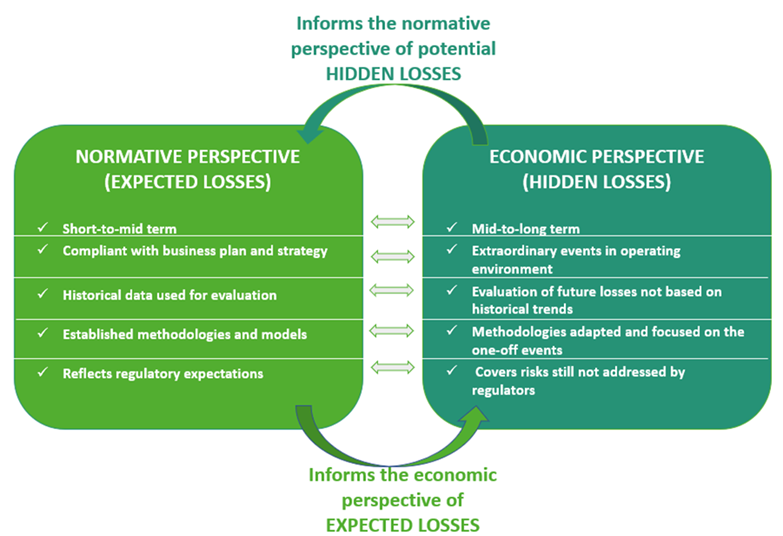 Informs the normative
perspective of potential
HIDDEN LOSSES
NORMATIVE PERSPECTIVE
(EXPECTED LOSSES)
✓ Short-to-mid term
✓ Compliant with business plan and strategy
✓ Historical data used for evaluation
✓ Established methodologies and models
✓ Reflects regulatory expectations
ECONOMIC PERSPECTIVE
(HIDDEN LOSSES)
✓ Mid-to-long term
✓ Extraordinary events in operating
environment
✓ Evaluation of future losses not based on
historical trends
✓ Methodologies adapted and focused on the
one-off events
✓ Covers risks still not addressed by
regulators
Informs the economic
perspective of
EXPECTED LOSSES